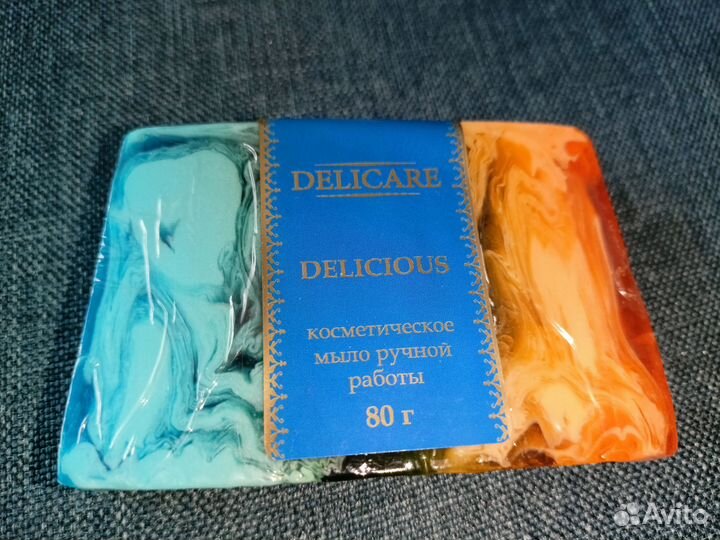 DELICARE
DELICIOUS
косметическое
мыло ручной
работы
80 г
Avito